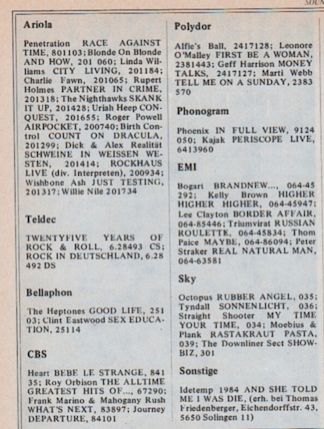 SOUN
Ariola
Penetration RACE AGAINST
TIME, 801103; Blonde On Blonde
AND HOW, 201 060; Linda Wil-
liams CITY LIVING, 201184;
Charlie Fawn, 201065; Rupert
Holmes PARTNER IN CRIME,
201318; The Nighthawks SKANK
IT UP, 201428; Uriah Heep CON-
QUEST, 201655; Roger Powell
AIRPOCKET, 200740; Birth Con-
trol COUNT ON DRACULA,
201299; Dick & Alex Realität
SCHWEINE IN WEISSEN WE-
STEN, 201414; ROCKHAUS
LIVE (div. Interpreten), 200934;
Wishbone Ash JUST TESTING,
201317; Willie Nile 201734
Teldec
TWENTYFIVE YEARS OF
ROCK & ROLL, 6.28493 CS;
ROCK IN DEUTSCHLAND, 6.28
492 DS
Bellaphon
The Heptones GOOD LIFE, 251
03; Clint Eastwood SEX EDUCA-
TION, 25114
CBS
Heart BEBE LE STRANGE, 841
35; Roy Orbison THE ALLTIME
GREATEST HITS OF..., 67290;
Frank Marino & Mahogany Rush
WHAT'S NEXT, 83897; Journey
DEPARTURE, 84101
Polydor
Alfie's Ball, 2417128; Leonore
O'Malley FIRST BE A WOMAN,
2381443; Geff Harrison MONEY
TALKS, 2417127; Marti Webb
TELL ME ON A SUNDAY, 2383
570
Phonogram
Phoenix IN FULL VIEW, 9124
050; Kajak PERISCOPE LIVE,
6413960
EMI
Bogart BRANDNEW..., 064-45
292; Kelly Brown HIGHER
HIGHER HIGHER, 064-45947;
Lee Clayton BORDER AFFAIR,
064-85446; Triumvirat RUSSIAN
ROULETTE, 064-45834; Thom
Paice MAYBE, 064-86094; Peter
Straker REAL NATURAL MAN,
064-63581
Sky
Octopus RUBBER ANGEL, 035;
Tyndall SONNENLICHT, 036;
Straight Shooter MY TIME
YOUR TIME, 034; Moebius &
Plank RASTAKRAUT PASTA,
039; The Downliner Sect SHOW-
BIZ, 301
Sonstige
Idetemp 1984 AND SHE TOLD
ME I WAS DIE, (erh. bei Thomas
Friedenberger, Eichendorffstr. 43,
5650 Solingen 11)